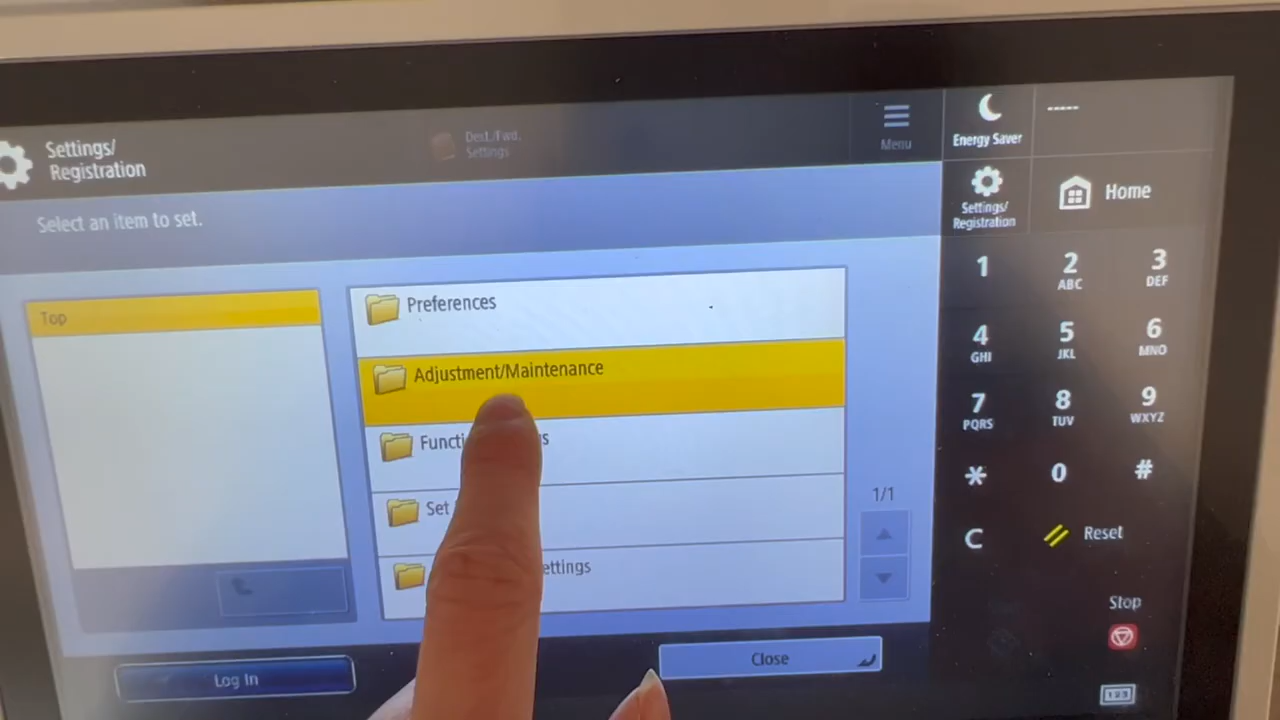 Settings/
Registration
Dest./Fwd.
Settings
Menu
Energy Saver
-----
Settings/
Registration
Home
Select an item to set.
Top
Preferences
Adjustment/Maintenance
Set
1/1
1
2
ABC
3
DEF
4
GHI
5
JKL
6
MNO
7
PQRS
8
TUV
9
WXYZ
*
0
#
C
Reset
Stop
Log In
Close